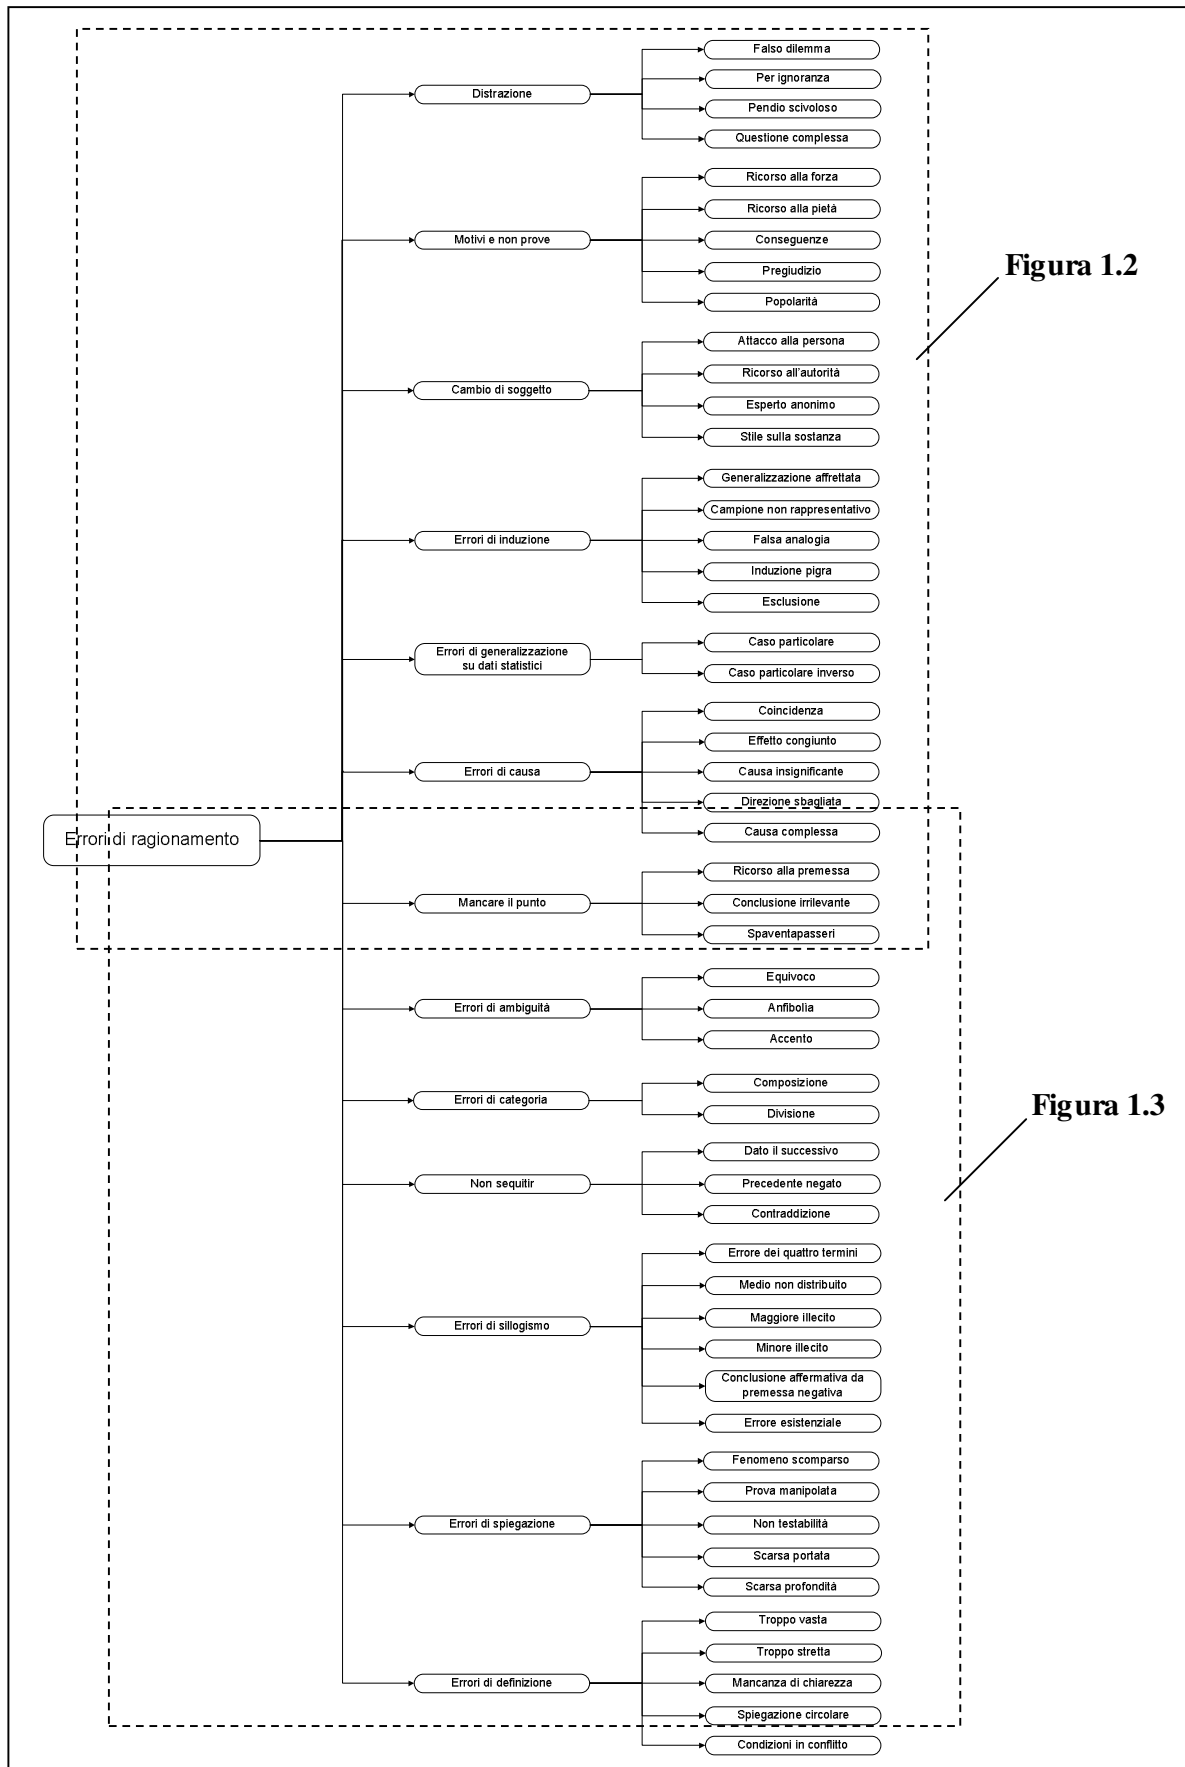 Errori di ragionamento
Distrazione
Falso dilemma
Per ignoranza
Pendio scivoloso
Questione complessa
Motivi e non prove
Ricorso alla forza
Ricorso alla pietà
Conseguenze
Pregiudizio
Popolarità
Figura 1.2
Cambio di soggetto
Attacco alla persona
Ricorso all'autorità
Esperto anonimo
Stile sulla sostanza
Errori di induzione
Generalizzazione affrettata
Campione non rappresentativo
Falsa analogia
Induzione pigra
Esclusione
Errori di generalizzazione
su dati statistici
Caso particolare
Caso particolare inverso
Errori di causa
Coincidenza
Effetto congiunto
Causa insignificante
Direzione sbagliata
Causa complessa
Mancare il punto
Ricorso alla premessa
Conclusione irrilevante
Spaventapasseri
Errori di ambiguità
Equivoco
Anfibolìa
Accento
Errori di categoria
Composizione
Divisione
Figura 1.3
Non sequitir
Dato il successivo
Precedente negato
Contraddizione
Errori di sillogismo
Errore dei quattro termini
Medio non distribuito
Maggiore illecito
Minore illecito
Conclusione affermativa da
premessa negativa
Errore esistenziale
Errori di spiegazione
Fenomeno scomparso
Prova manipolata
Non testabilità
Scarsa portata
Scarsa profondità
Errori di definizione
Troppo vasta
Troppo stretta
Mancanza di chiarezza
Spiegazione circolare
Condizioni in conflitto